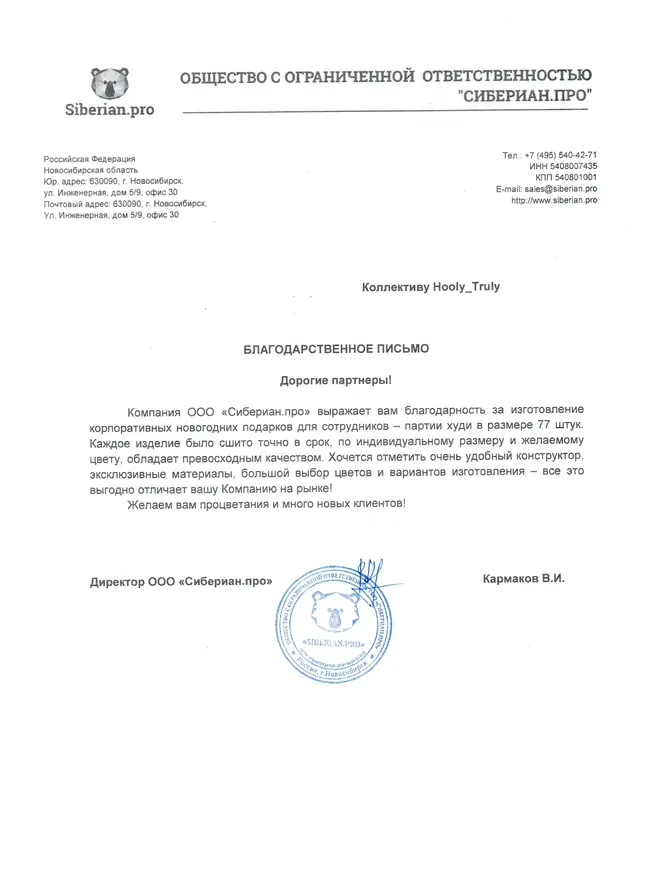 Siberian.pro
ОБЩЕСТВО С ОГРАНИЧЕННОЙ ОТВЕТСТВЕННОСТЬЮ
"СИБЕРИАН.ПРО"
Российская Федерация
Новосибирская область
Юр. адрес: 630090, г. Новосибирск,
ул. Инженерная, дом 5/9, офис 30
Почтовый адрес: 630090, г. Новосибирск,
Ул. Инженерная, дом 5/9, офис 30
Тел.: +7 (495) 540-42-71
ИНН 5408007435
КПП 540801001
E-mail: sales@siberian.pro
http://www.siberian.pro
Коллективу Hooly_Truly
БЛАГОДАРСТВЕННОЕ ПИСЬМО
Дорогие партнеры!
Компания ООО «Сибериан.про» выражает вам благодарность за изготовление
корпоративных новогодних подарков для сотрудников – партии худи в размере 77 штук.
Каждое изделие было сшито точно в срок, по индивидуальному размеру и желаемому
цвету, обладает превосходным качеством. Хочется отметить очень удобный конструктор,
эксклюзивные материалы, большой выбор цветов и вариантов изготовления – все это
выгодно отличает вашу Компанию на рынке!
Желаем вам процветания и много новых клиентов!
Директор ООО «Сибериан.про»
Кармаков В.И.
ОБЩЕСТВО С ОГРАНИЧЕННОЙ ОТВЕТСТВЕННОСТЬЮ «СИБЕРИАН.ПРО»
«SIBERIAN.PRO»
Россия, г.Новосибирск